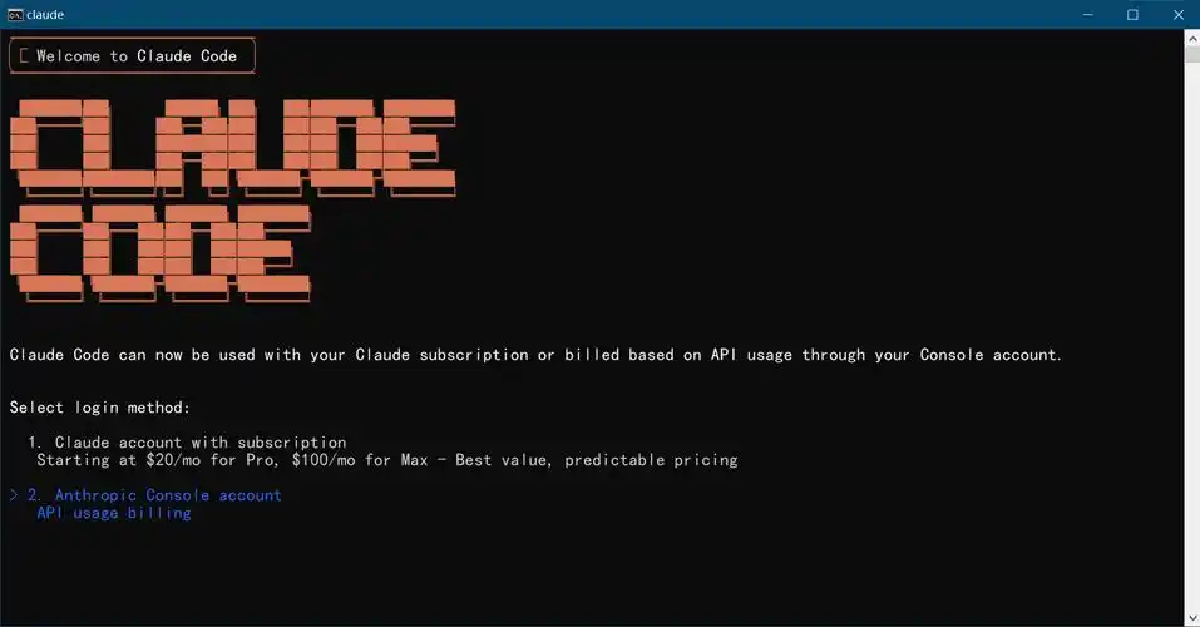 claude
Welcome to Claude Code
CLAUDE
CODE
Claude Code can now be used with your Claude subscription or billed based on API usage through your Console account.
Select login method:
1. Claude account with subscription
Starting at $20/mo for Pro, $100/mo for Max - Best value, predictable pricing
> 2. Anthropic Console account
API usage billing